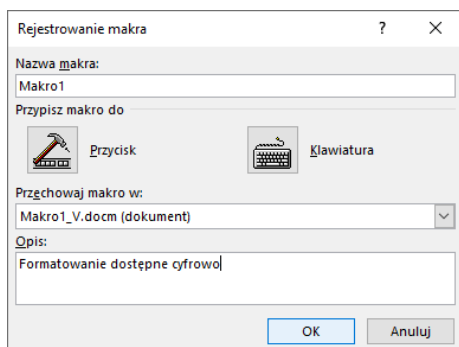 Rejestrowanie makra
Nazwa makra:
Makro1
Przypisz makro do
Przycisk
Klawiatura
Przechowaj makro w:
Makro1_V.docm (dokument)
Opis:
Formatowanie dostępne cyfrowo
OK
Anuluj